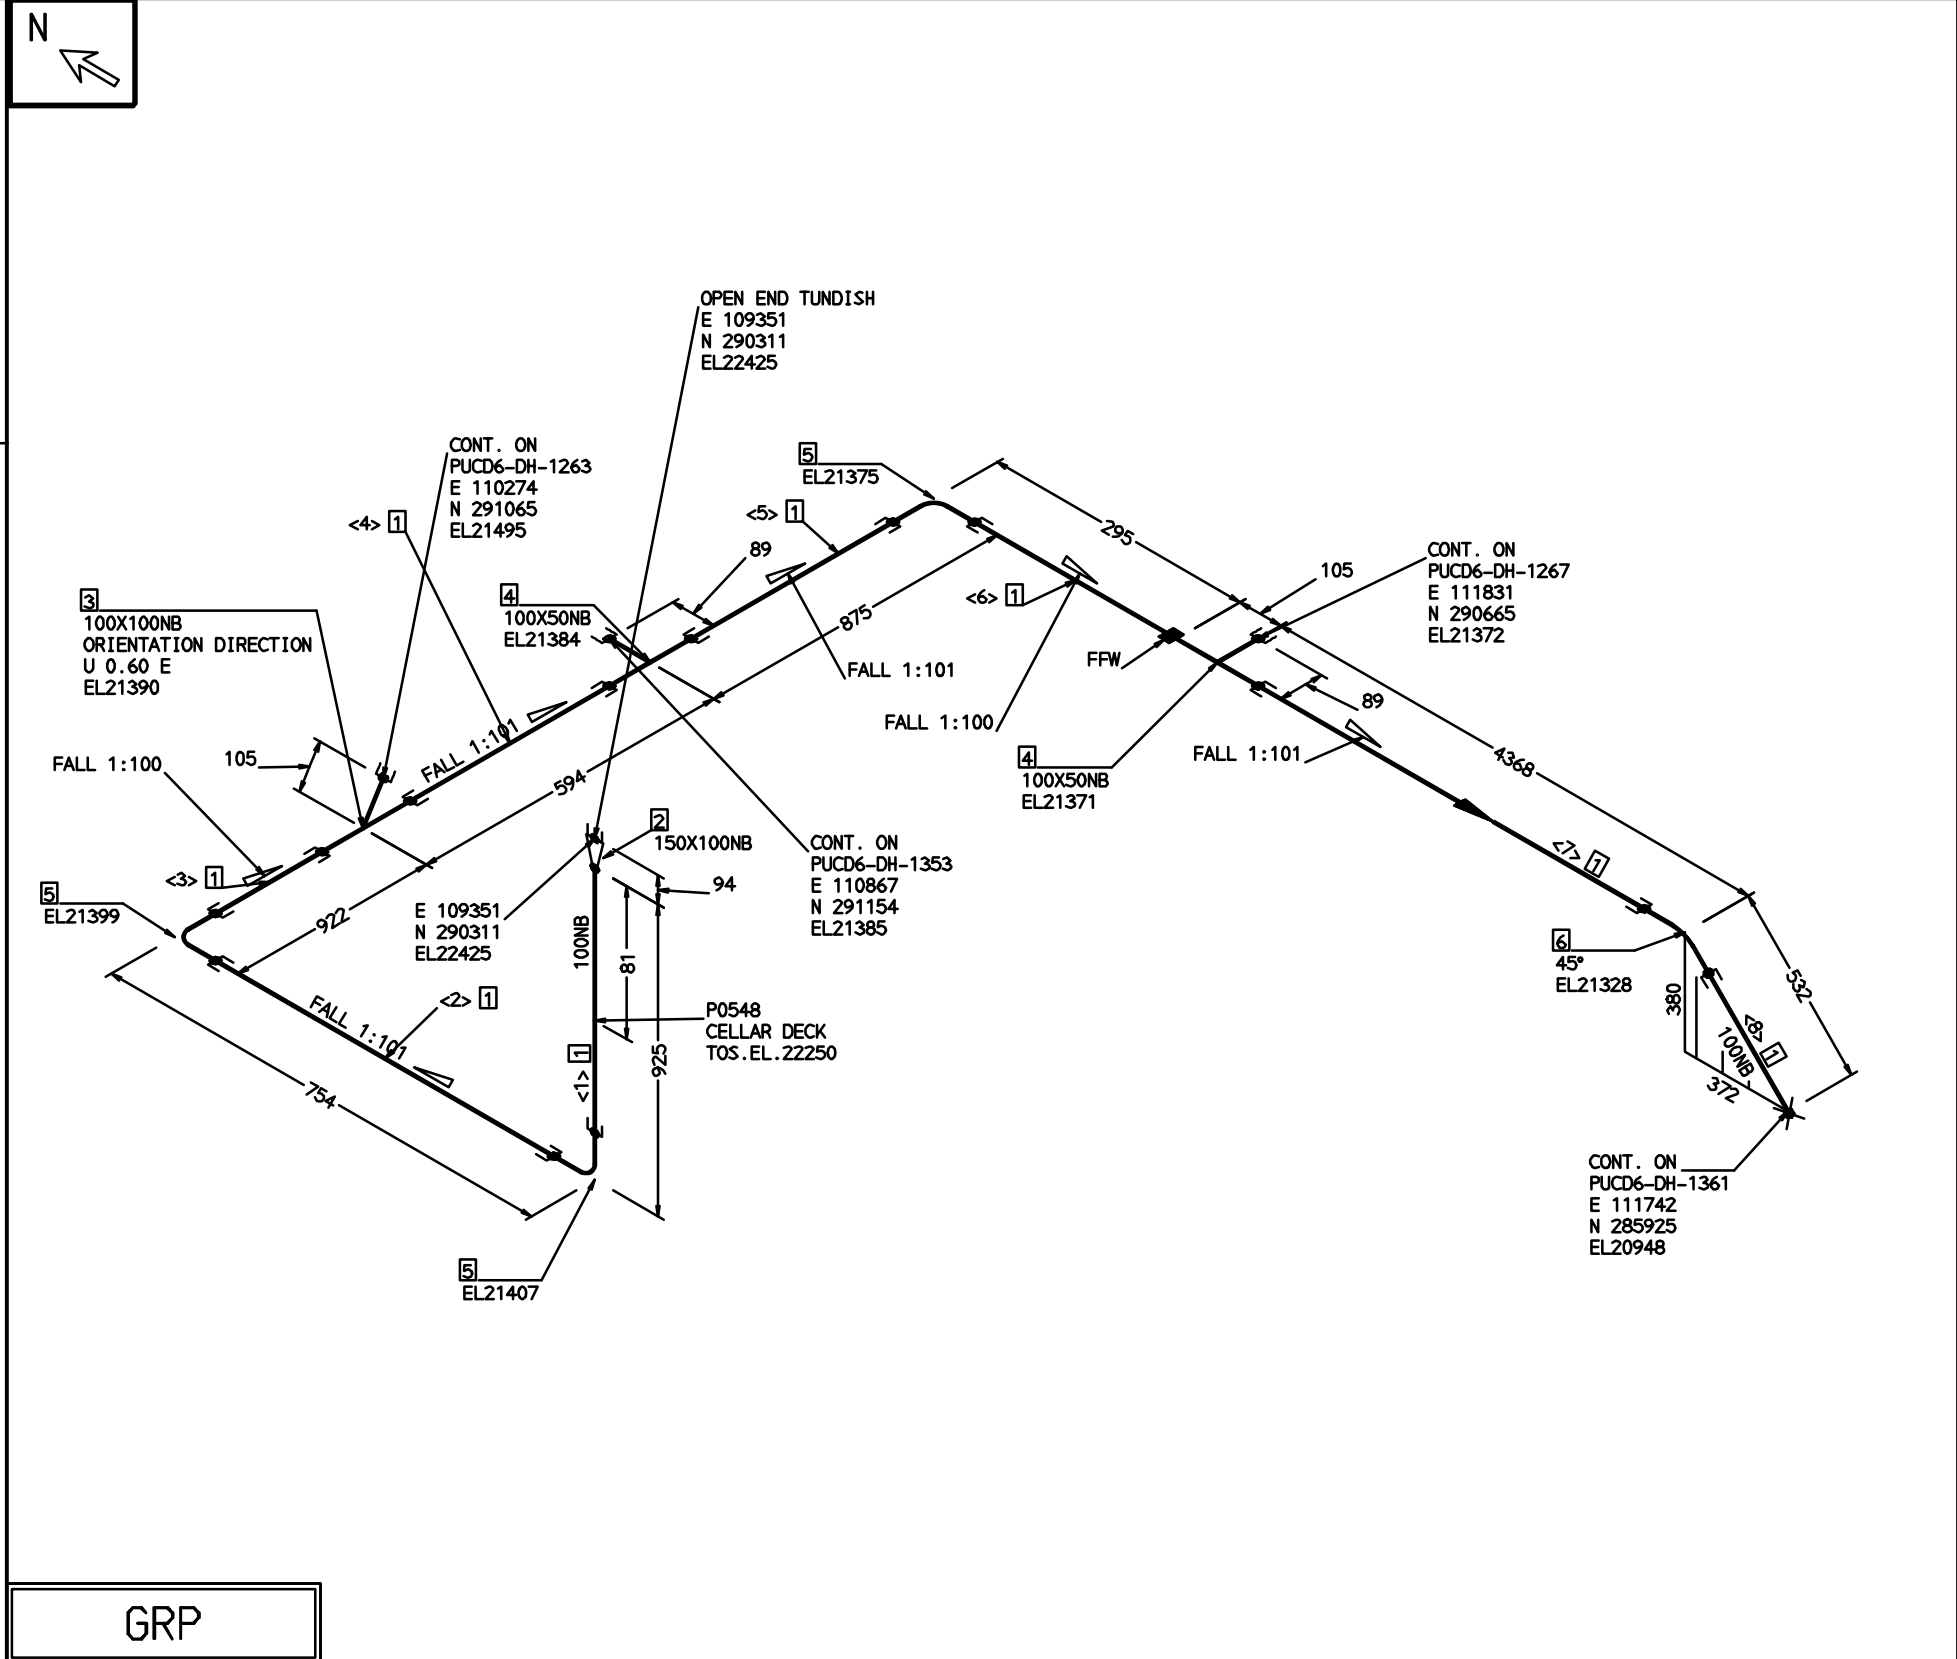 N
OPEN END TUNDISH
E 109351
N 290311
EL22425
CONT. ON
PUCD6-DH-1263
E 110274
N 291065
EL21495
<4> 1
5
EL21375
<5> 1
89
295
105
CONT. ON
PUCD6-DH-1267
E 111831
N 290665
EL21372
3
100X100NB
ORIENTATION DIRECTION
U 0.60 E
EL21390
4
100X50NB
EL21384
<6> 1
875
FFW
FALL 1:101
FALL 1:100
89
FALL 1:101
FALL 1:100
105
FALL 1:101
594
4
100X50NB
EL21371
4368
2
150X100NB
CONT. ON
PUCD6-DH-1353
E 110867
N 291154
EL21385
<7> 1
<3> 1
5
EL21399
922
E 109351
N 290311
EL22425
94
100NB
81
6
45°
EL21328
380
532
<2> 1
FALL 1:101
P0548
CELLAR DECK
TOS.EL.22250
<1> 1
925
<8> 1
100NB
372
754
CONT. ON
PUCD6-DH-1361
E 111742
N 285925
EL20948
5
EL21407
GRP